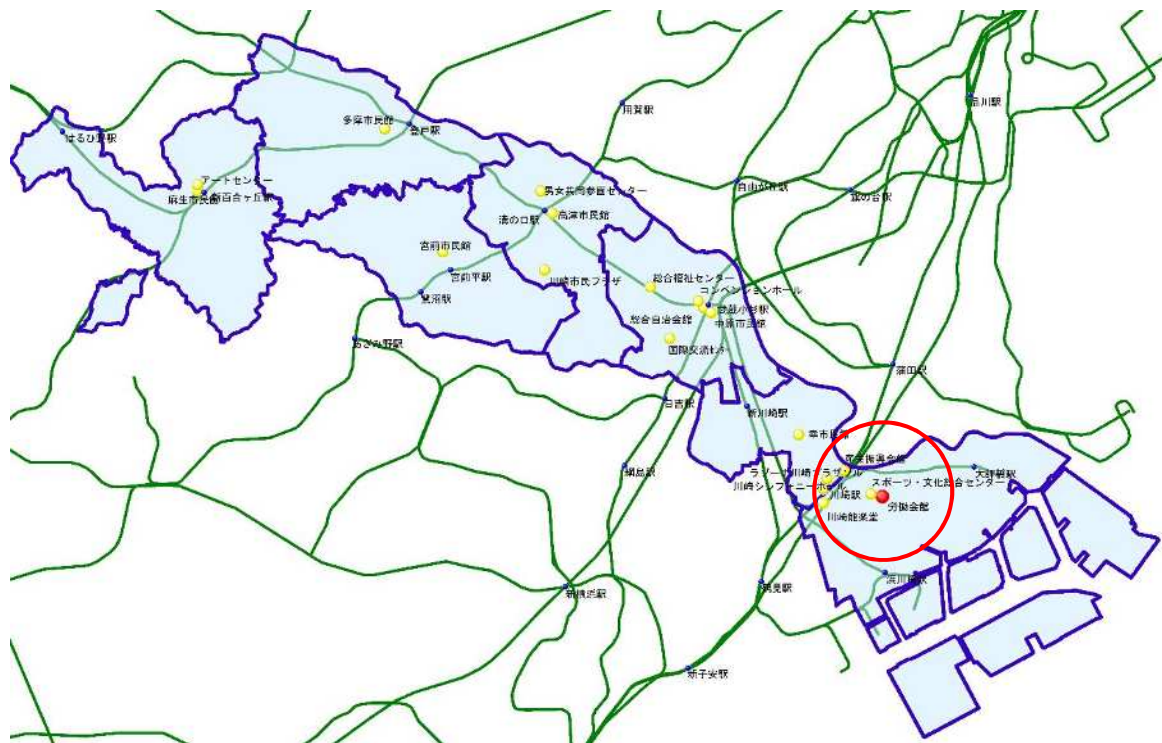 用賀駅
品川駅
多摩市民館
登戸駅
はるひ野駅
アートセンター
自由が丘駅
旗の台駅
男女共同参画センター
麻生市民館
新百合ヶ丘駅
溝の口駅
高津市民館
宮前市民館
宮前平駅
川崎市民プラザ
総合福祉センター
鷺沼駅
コンベンションホール
武蔵小杉駅
総合自治会館
中原市民館
あざみ野駅
国際交流センター
蒲田駅
日吉駅
新川崎駅
幸市民館
産業振興会館
綱島駅
ラゾーナ川崎プラザソル
大師橋駅
川崎シンフォニーホール
スポーツ・文化総合センター
川崎駅
労働会館
川崎能楽堂
新横浜駅
鶴見駅
浜川崎駅
新子安駅